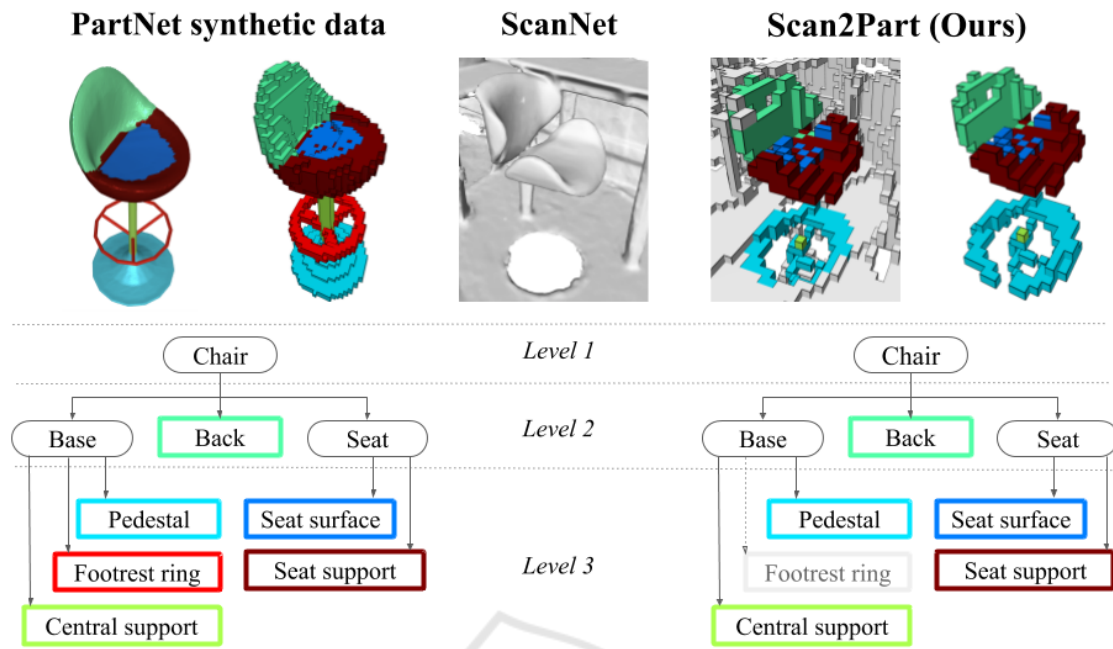 PartNet synthetic data
ScanNet
Scan2Part (Ours)
Level 1
Chair
Chair
Level 2
Base
Back
Seat
Base
Back
Seat
Level 3
Pedestal
Seat surface
Footrest ring
Seat support
Central support
Pedestal
Seat surface
Footrest ring
Seat support
Central support